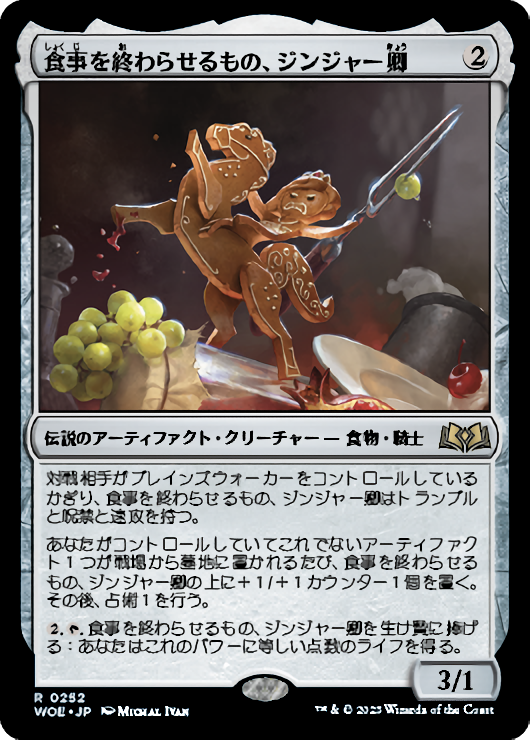 食事を終わらせるもの、ジンジャー卿
しょく じ お きょう
2
伝説のアーティファクト・クリーチャー — 食物・騎士
対戦相手がプレインズウォーカーをコントロールしている
かぎり、食事を終わらせるもの、ジンジャー卿はトランプル
と呪禁と速攻を持つ。
あなたがコントロールしていてこれでないアーティファク
ト1つが戦場から墓地に置かれるたび、食事を終わらせる
もの、ジンジャー卿の上に+1/+1カウンター1個を置く。
その後、占術1を行う。
2, , 食事を終わらせるもの、ジンジャー卿を生け贄に捧げ
る:あなたはこれのパワーに等しい点数のライフを得る。
3/1
R 0252
WOE • JP Michal Ivan
™ & © 2023 Wizards of the Coast